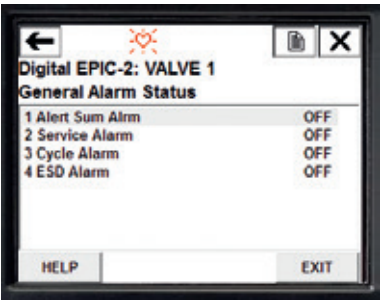 Digital EPIC-2: VALVE 1
General Alarm Status
1 Alert Sum Alrm OFF
2 Service Alarm OFF
3 Cycle Alarm OFF
4 ESD Alarm OFF
HELP EXIT